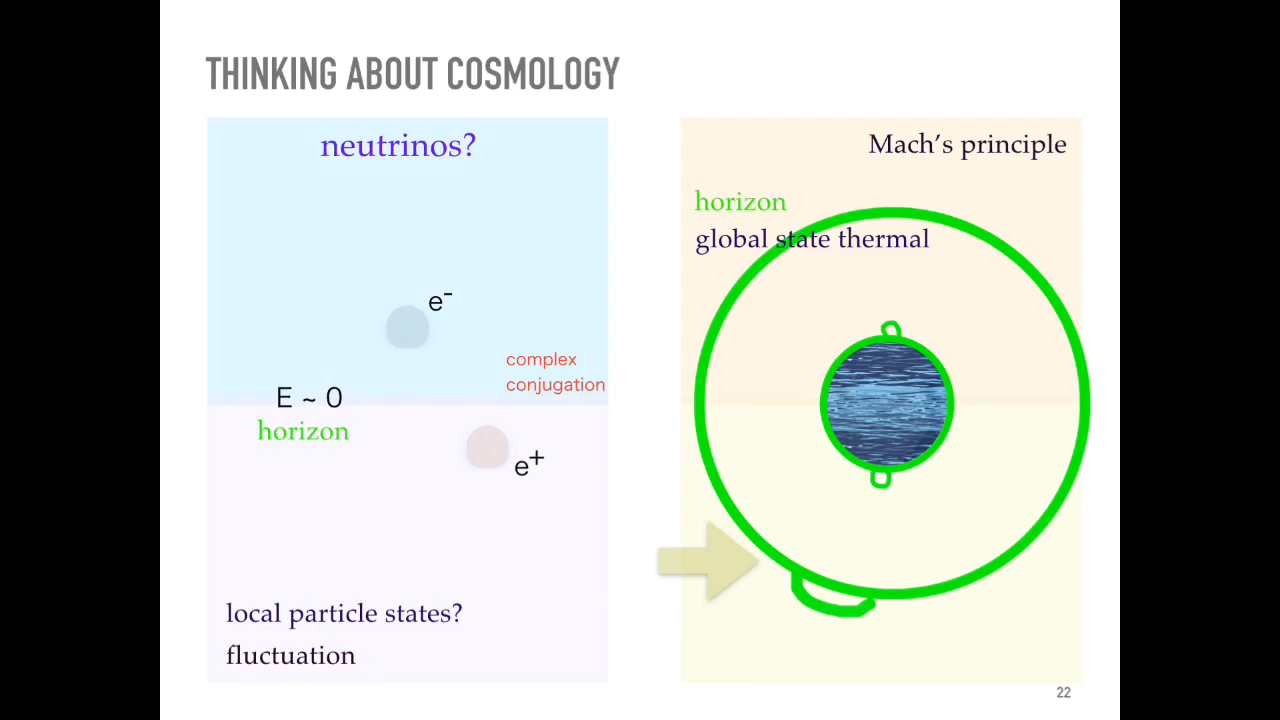 THINKING ABOUT COSMOLOGY
neutrinos?
e⁻
complex
conjugation
E ~ 0
horizon
e⁺
local particle states?
fluctuation
Mach's principle
horizon
global state thermal
22